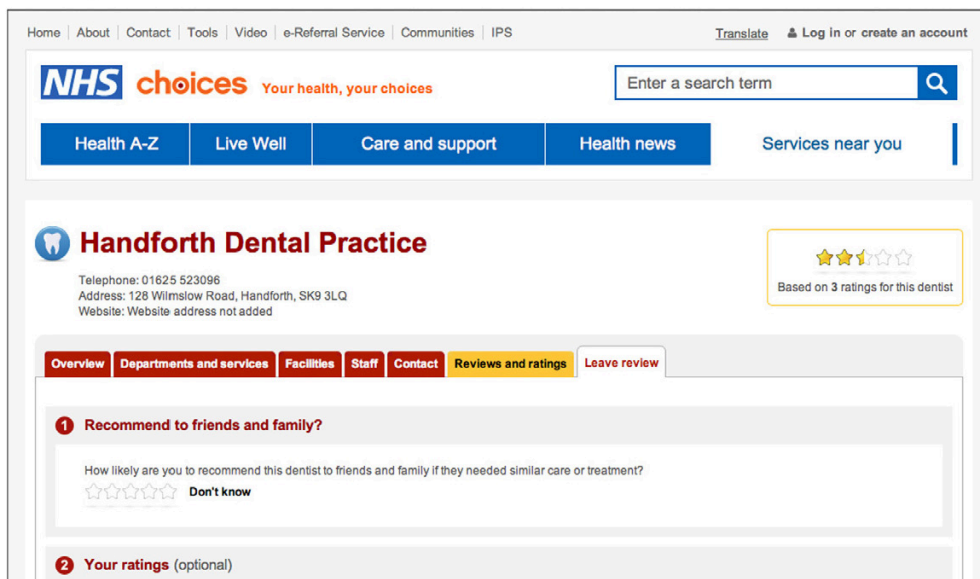 Home | About | Contact | Tools | Video | e-Referral Service | Communities | IPS
Translate Log in or create an account
NHS choices Your health, your choices
Enter a search term
Health A-Z Live Well Care and support Health news Services near you
Handforth Dental Practice
Telephone: 01625 523096
Address: 128 Wilmslow Road, Handforth, SK9 3LQ
Website: Website address not added
Based on 3 ratings for this dentist
Overview Departments and services Facilities Staff Contact Reviews and ratings Leave review
1 Recommend to friends and family?
How likely are you to recommend this dentist to friends and family if they needed similar care or treatment?
Don't know
2 Your ratings (optional)